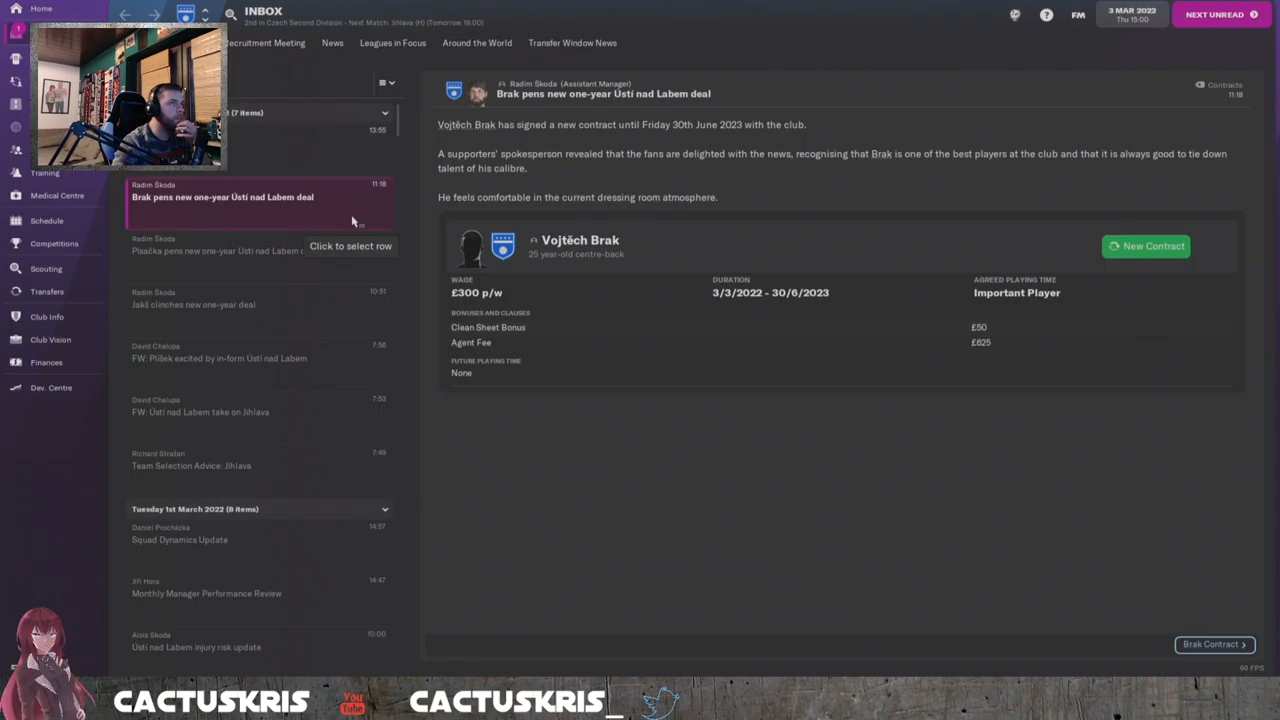 Home
INBOX
2nd in Czech Second Division - Next Match: Jihlava (H) (Tomorrow 18:00)
FM
3 MAR 2022
Thu 15:00
NEXT UNREAD
1
Recruitment Meeting
News
Leagues in Focus
Around the World
Transfer Window News
(7 items)
13:55
Radim Škoda
11:18
Brak pens new one-year Ústí nad Labem deal
Radim Škoda
Pisačka pens new one-year Ústí nad Labem
Click to select row
Radim Škoda
10:51
Jakš clinches new one-year deal
David Chalupa
7:56
FW: Plíšek excited by in-form Ústí nad Labem
David Chalupa
7:53
FW: Ústí nad Labem take on Jihlava
Richard Stražan
7:49
Team Selection Advice: Jihlava
Tuesday 1st March 2022 (8 items)
Daniel Procházka
14:57
Squad Dynamics Update
Jiří Hora
14:47
Monthly Manager Performance Review
Alois Skoda
10:00
Ústí nad Labem injury risk update
Training
Medical Centre
Schedule
Competitions
Scouting
Transfers
Club Info
Club Vision
Finances
Dev. Centre
Radim Škoda (Assistant Manager)
Brak pens new one-year Ústí nad Labem deal
Contracts
11:18
Vojtěch Brak has signed a new contract until Friday 30th June 2023 with the club.
A supporters' spokesperson revealed that the fans are delighted with the news, recognising that Brak is one of the best players at the club and that it is always good to tie down
talent of his calibre.
He feels comfortable in the current dressing room atmosphere.
Vojtěch Brak
25 year-old centre-back
New Contract
WAGE
£300 p/w
DURATION
3/3/2022 - 30/6/2023
AGREED PLAYING TIME
Important Player
BONUSES AND CLAUSES
Clean Sheet Bonus
£50
Agent Fee
£625
FUTURE PLAYING TIME
None
Brak Contract
60 FPS
CACTUSKRIS
You Tube
CACTUSKRIS_